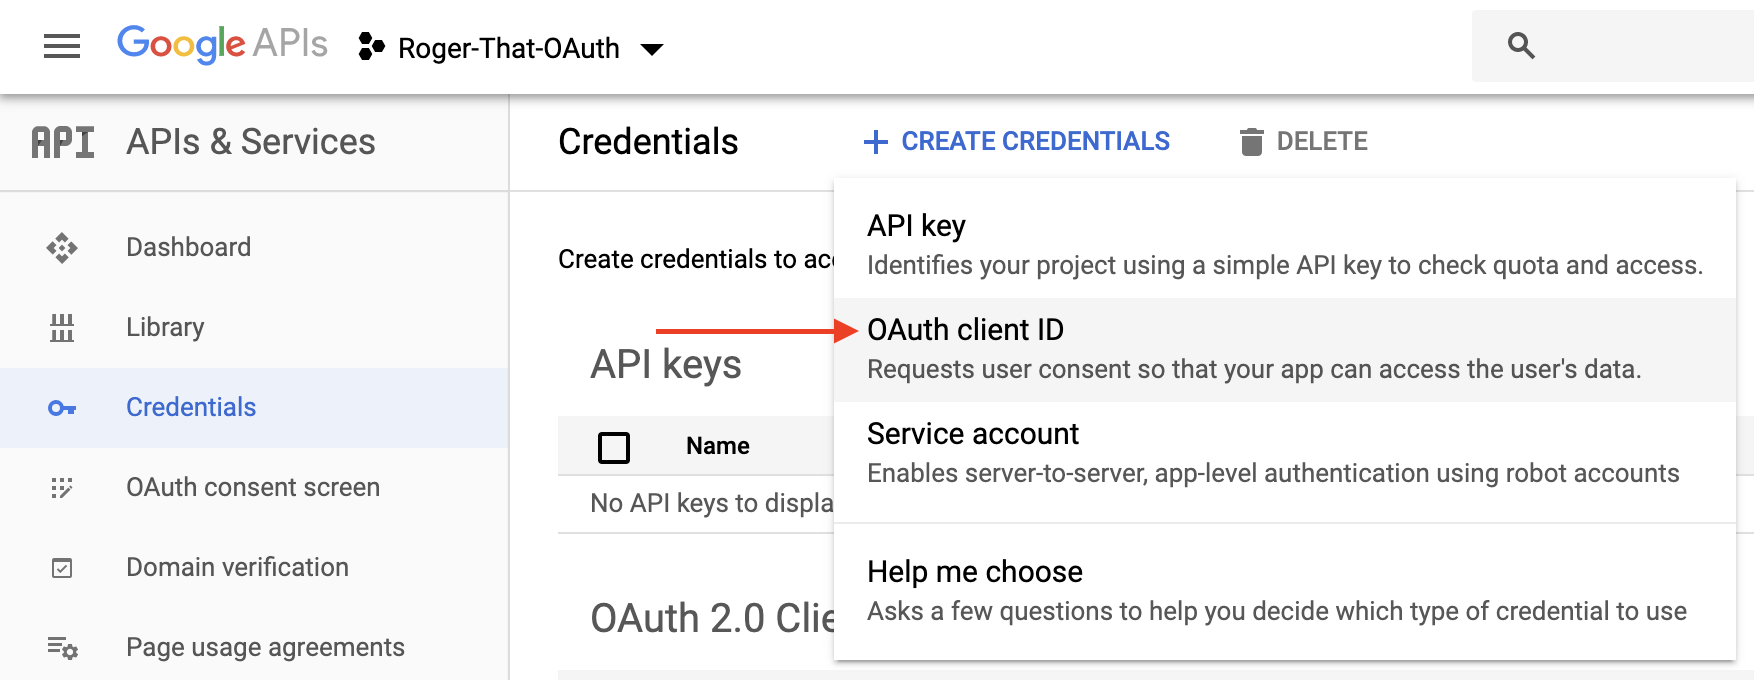 Google APIs Roger-That-OAuth
API APIs & Services
Credentials + CREATE CREDENTIALS DELETE
Dashboard
Library
Credentials
OAuth consent screen
Domain verification
Page usage agreements
Create credentials to acc
API keys
Name
No API keys to displa
OAuth 2.0 Clie
API key
Identifies your project using a simple API key to check quota and access.
OAuth client ID
Requests user consent so that your app can access the user's data.
Service account
Enables server-to-server, app-level authentication using robot accounts
Help me choose
Asks a few questions to help you decide which type of credential to use